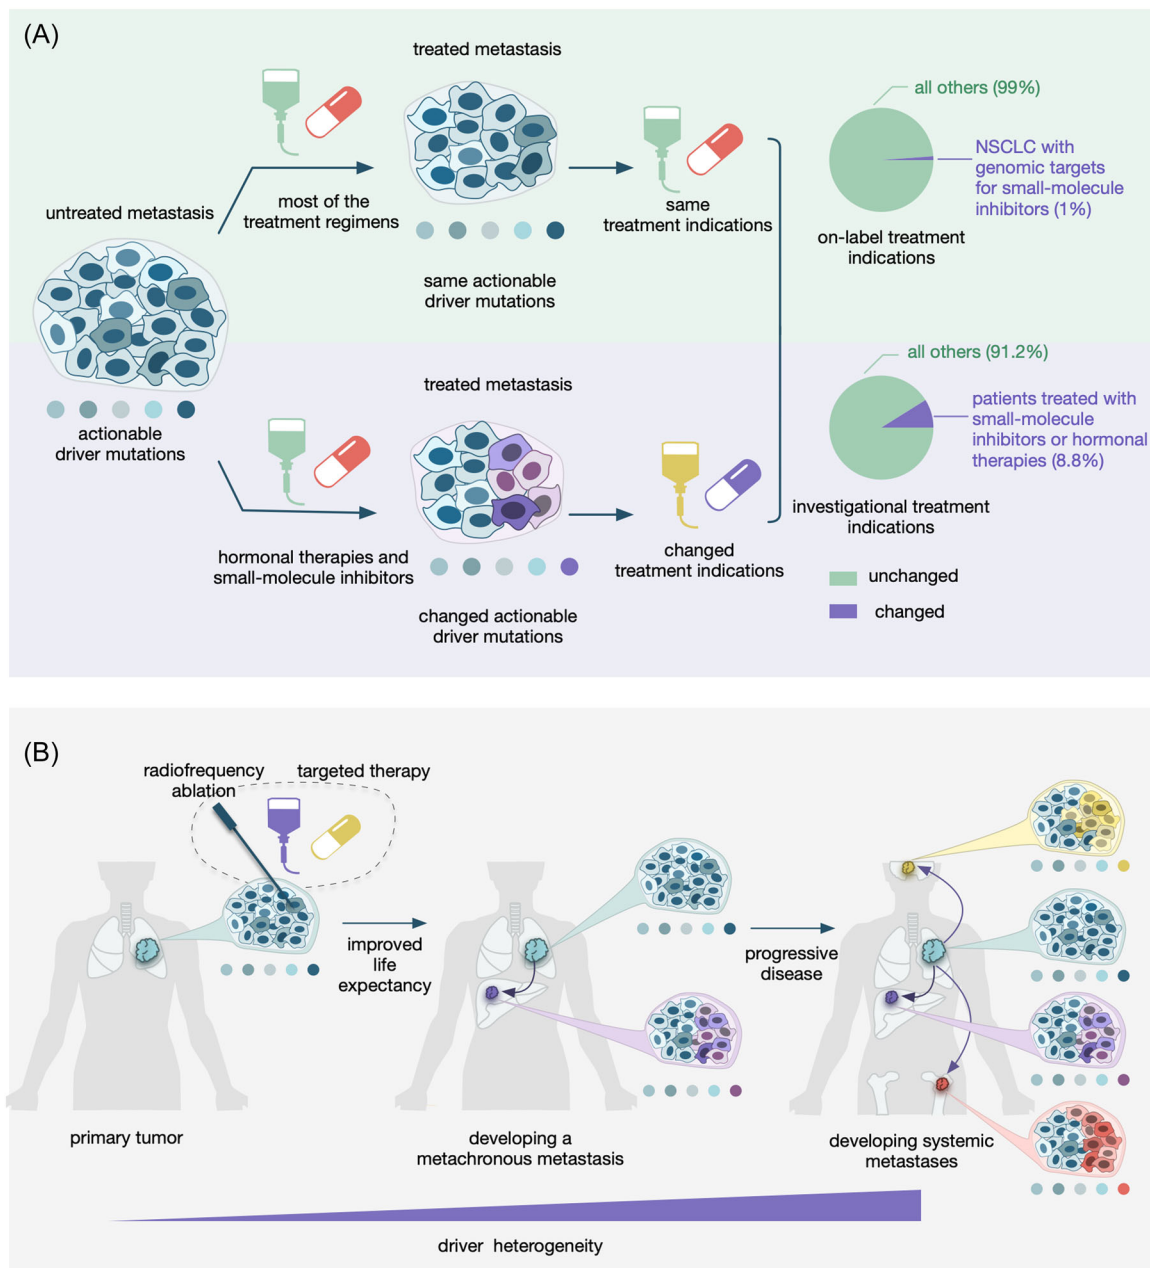 (A)
treated metastasis
all others (99%)
NSCLC with
genomic targets
for small-molecule
inhibitors (1%)
untreated metastasis
most of the
treatment regimens
same
treatment indications
on-label treatment
indications
same actionable
driver mutations
all others (91.2%)
treated metastasis
patients treated with
small-molecule
inhibitors or hormonal
therapies (8.8%)
actionable
driver mutations
investigational treatment
indications
hormonal therapies and
small-molecule inhibitors
changed
treatment indications
unchanged
changed
changed actionable
driver mutations
(B)
radiofrequency
ablation
targeted therapy
improved
life
expectancy
progressive
disease
primary tumor
developing a
metachronous metastasis
developing systemic
metastases
driver heterogeneity